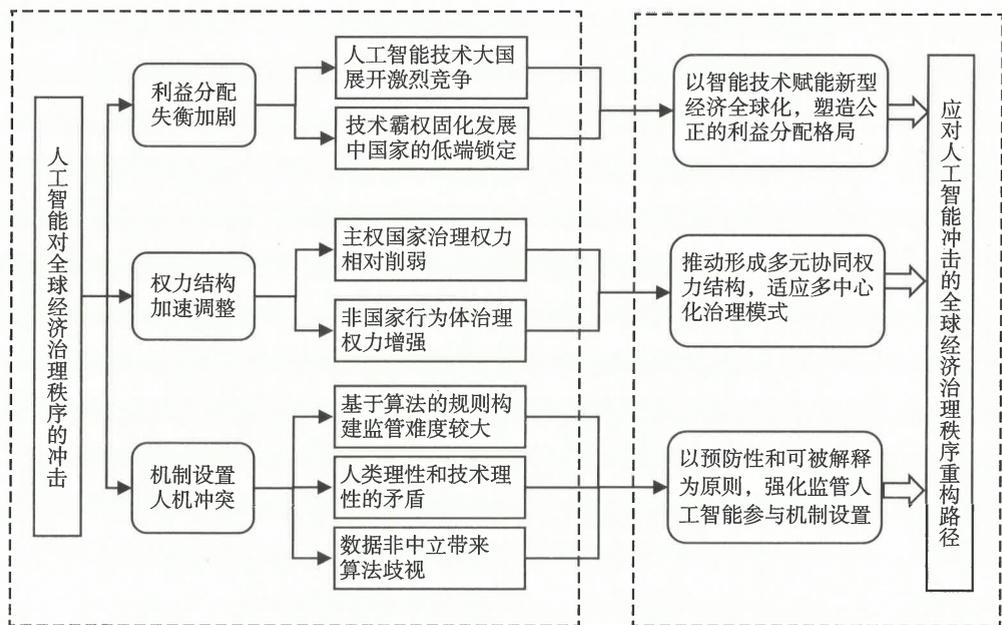 人工智能对全球经济治理秩序的冲击
利益分配
失衡加剧
人工智能技术大国
展开激烈竞争
技术霸权固化发展
中国家的低端锁定
以智能技术赋能新型
经济全球化，塑造公
正的利益分配格局
权力结构
加速调整
主权国家治理权力
相对削弱
非国家行为体治理
权力增强
推动形成多元协同权
力结构，适应多中心
化治理模式
机制设置
人机冲突
基于算法的规则构
建监管难度较大
人类理性和技术理
性的矛盾
数据非中立带来
算法歧视
以预防性和可被解释
为原则，强化监管人
工智能参与机制设置
应对人工智能冲击的全球经济治理秩序重构路径